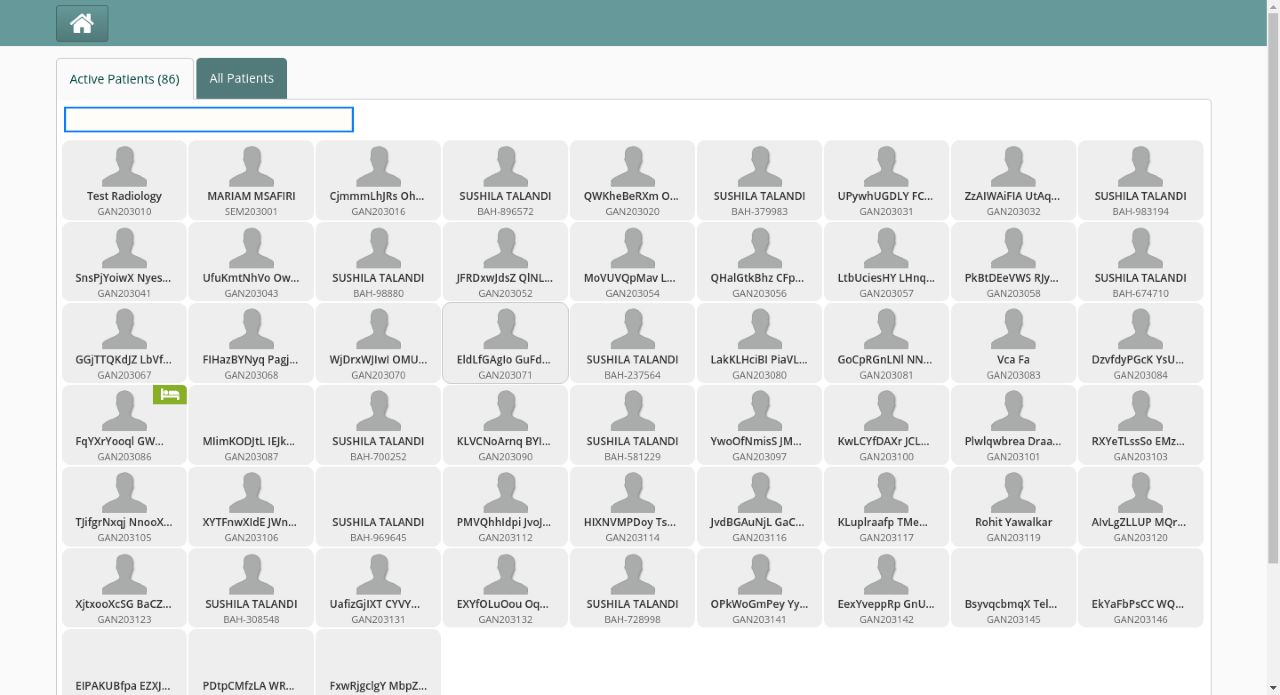 Active Patients (86)
All Patients
Test Radiology
GAN203010
MARIAM MSAFIRI
SEM203001
CjmmmLhJRs Oh...
GAN203016
SUSHILA TALANDI
BAH-896572
QWKheBeRXm O...
GAN203020
SUSHILA TALANDI
BAH-379983
UPywhUGDLY FC...
GAN203031
ZzAIWAiFIA UtAq...
GAN203032
SUSHILA TALANDI
BAH-983194
SnsPjYoiwX Nyes...
GAN203041
UfuKmtNhVo Ow...
GAN203043
SUSHILA TALANDI
BAH-98880
JFRDxwJdsZ QlNL...
GAN203052
MoVUVQpMav L...
GAN203054
QHalGtkBhz CFp...
GAN203056
LtbUciesHY LHnq...
GAN203057
PkBtDEeVWS RJy...
GAN203058
SUSHILA TALANDI
BAH-674710
GGjTTQKdJZ LbVf...
GAN203067
FIHazBYNyq Pagj...
GAN203068
WjDrxWJIwI OMU...
GAN203070
EldLfGAgIo GuFd...
GAN203071
SUSHILA TALANDI
BAH-237564
LakKLHciBI PiaVL...
GAN203080
GoCpRGnLNl NN...
GAN203081
Vca Fa
GAN203083
DzvfdyPGcK YsU...
GAN203084
FqYXrYooql GW...
GAN203086
MIimKODJtL IEJk...
GAN203087
SUSHILA TALANDI
BAH-700252
KLVCNoArnq BYI...
GAN203090
SUSHILA TALANDI
BAH-581229
YwoOfNmisS JM...
GAN203097
KwLCYfDAXr JCL...
GAN203100
Plwlqwbrea Draa...
GAN203101
RXYeTLssSo EMz...
GAN203103
TJifgrNxqj NnooX...
GAN203105
XYTFnwXIdE JWn...
GAN203106
SUSHILA TALANDI
BAH-969645
PMVQhhIdpi JvoJ...
GAN203112
HIXNVMPDoy Ts...
GAN203114
JvdBGAuNjL GaC...
GAN203116
KLuplraafp TMe...
GAN203117
Rohit Yawalkar
GAN203119
AIvLgZLLUP MQr...
GAN203120
XjtxooXcSG BaCZ...
GAN203123
SUSHILA TALANDI
BAH-308548
UafizGjIXT CYVY...
GAN203131
EXYfOLuOou Oq...
GAN203132
SUSHILA TALANDI
BAH-728998
OPkWoGmPey Yy...
GAN203141
EexYveppRp GnU...
GAN203142
BsyvqcbmqX Tel...
GAN203145
EkYaFbPsCC WQ...
GAN203146
EIPAKUBfpa EZXJ...
PDtpCMfzLA WR...
FxwRjgclgY MbpZ...